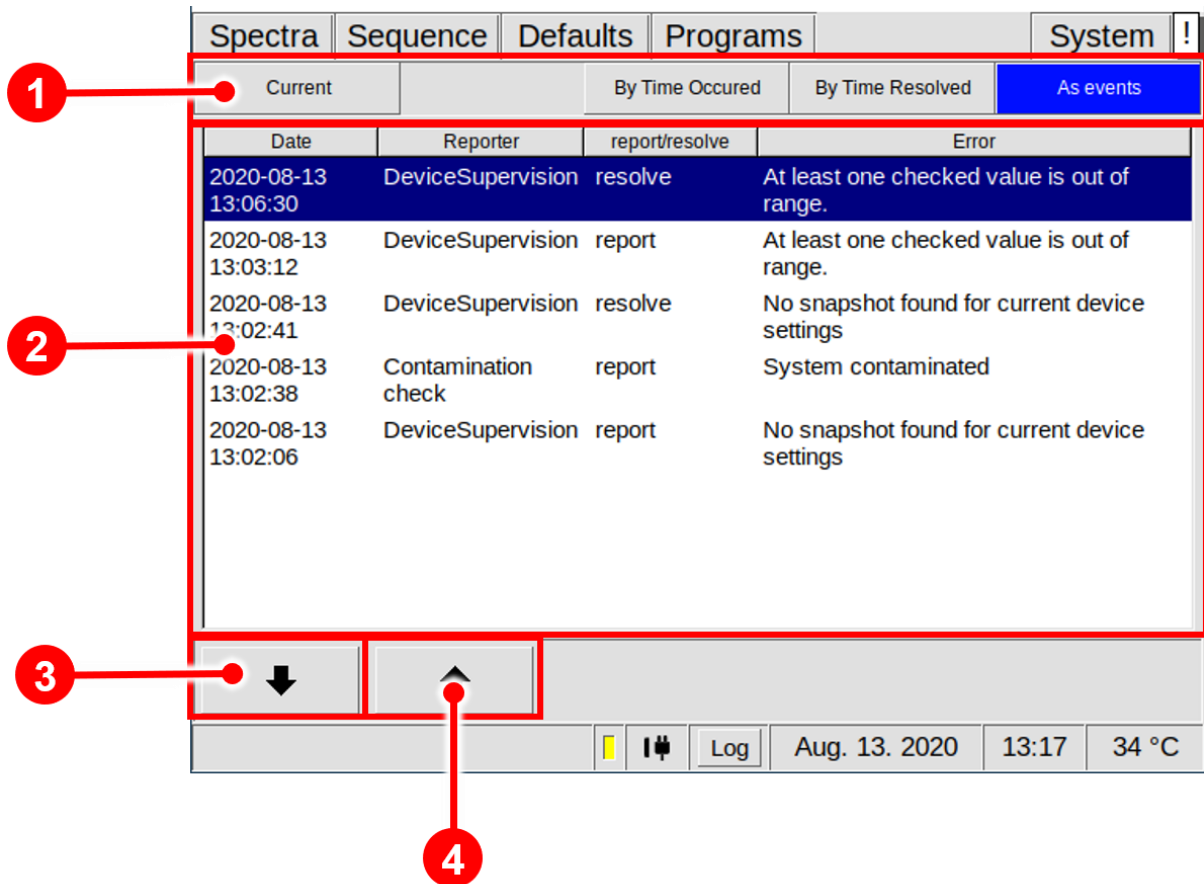 Spectra Sequence Defaults Programs System !
1
Current By Time Occured By Time Resolved As events
Date Reporter report/resolve Error
2020-08-13 DeviceSupervision resolve At least one checked value is out of
13:06:30 range.
2020-08-13 DeviceSupervision report At least one checked value is out of
13:03:12 range.
2020-08-13 DeviceSupervision resolve No snapshot found for current device
13:02:41 settings
2
2020-08-13 Contamination report System contaminated
13:02:38 check
2020-08-13 DeviceSupervision report No snapshot found for current device
13:02:06 settings
3
Log Aug. 13. 2020 13:17 34 °C
4